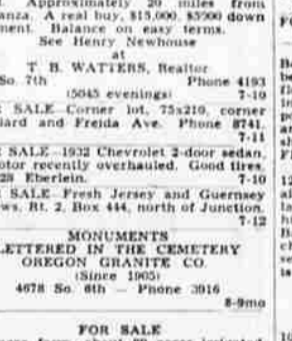 Approximately 20 miles from
anza. A real buy, $15,000. $5500 down
ment. Balance on easy terms.
See Henry Newhouse
at
T. B. WATTERS, Realtor
So. 7th Phone 4193
(5045 evenings) 7-10
SALE Corner lot, 75x210, corner
lard and Freida Ave. Phone 8741.
7-11
SALE—1932 Chevrolet 2-door sedan.
otor recently overhauled. Good tires.
28 Eberlein. 7-10
SALE Fresh Jersey and Guernsey
ws. Rt. 2, Box 444, north of Junction.
7-12
MONUMENTS
LETTERED IN THE CEMETERY
OREGON GRANITE CO.
(Since 1905)
4678 So. 6th — Phone 3916
8-9mo
FOR SALE